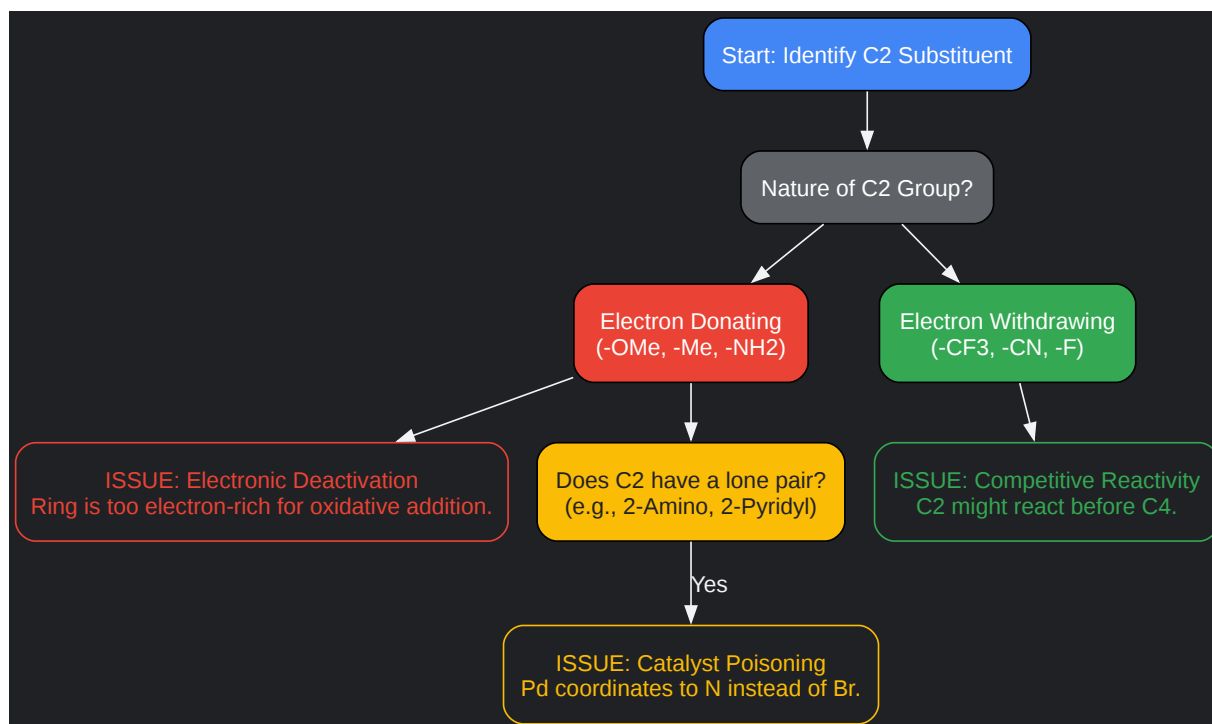 Start: Identify C2 Substituent
Nature of C2 Group?
Electron Donating
(-OMe, -Me, -NH2)
Electron Withdrawing
(-CF3, -CN, -F)
ISSUE: Electronic Deactivation
Ring is too electron-rich for oxidative addition.
Does C2 have a lone pair?
(e.g., 2-Amino, 2-Pyridyl)
ISSUE: Competitive Reactivity
C2 might react before C4.
Yes
ISSUE: Catalyst Poisoning
Pd coordinates to N instead of Br.